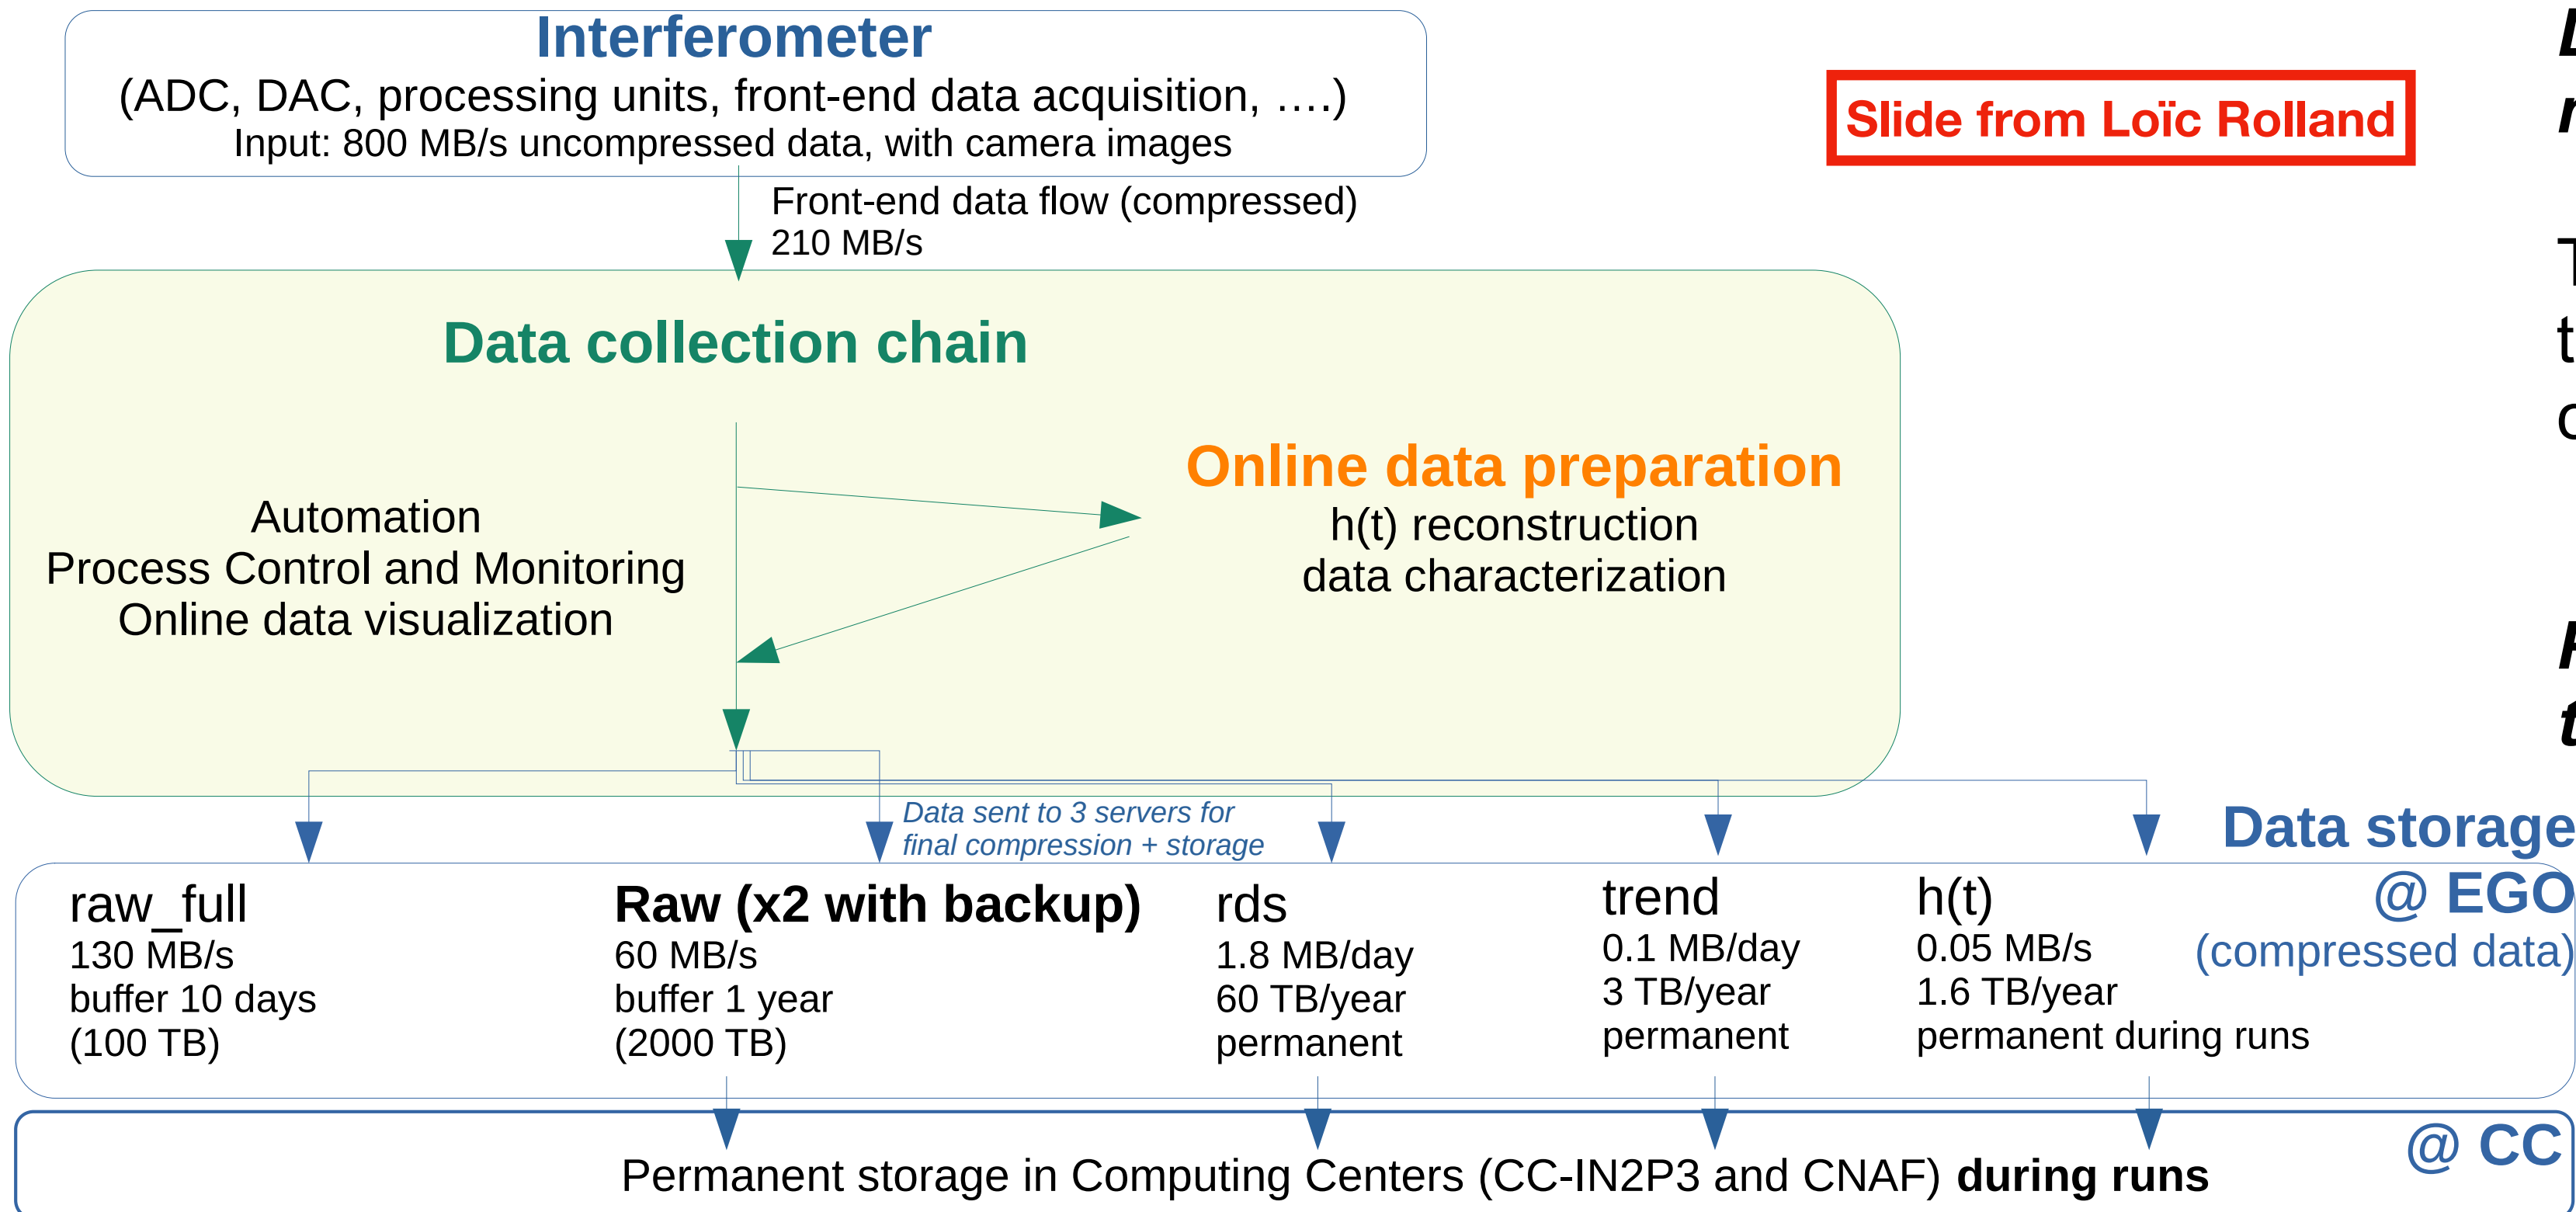 Interferometer
(ADC, DAC, processing units, front-end data acquisition, ….)
Input: 800 MB/s uncompressed data, with camera images
Slide from Loïc Rolland
Front-end data flow (compressed)
210 MB/s
Data collection chain
Automation
Process Control and Monitoring
Online data visualization
Online data preparation
h(t) reconstruction
data characterization
Data sent to 3 servers for
final compression + storage
Data storage
@ EGO
(compressed data)
raw_full
130 MB/s
buffer 10 days
(100 TB)
Raw (x2 with backup)
60 MB/s
buffer 1 year
(2000 TB)
rds
1.8 MB/day
60 TB/year
permanent
trend
0.1 MB/day
3 TB/year
permanent
h(t)
0.05 MB/s
1.6 TB/year
permanent during runs
@ CC
Permanent storage in Computing Centers (CC-IN2P3 and CNAF) during runs